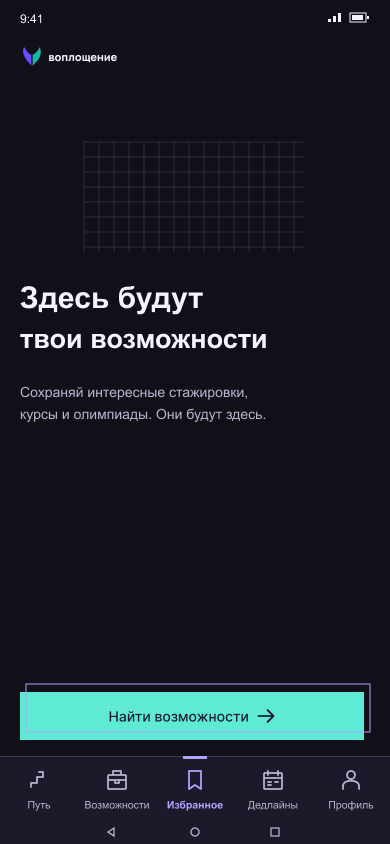 9:41
воплощение
Здесь будут
твои возможности
Сохраняй интересные стажировки,
курсы и олимпиады. Они будут здесь.
Найти возможности
Путь
Возможности
Избранное
Дедлайны
Профиль